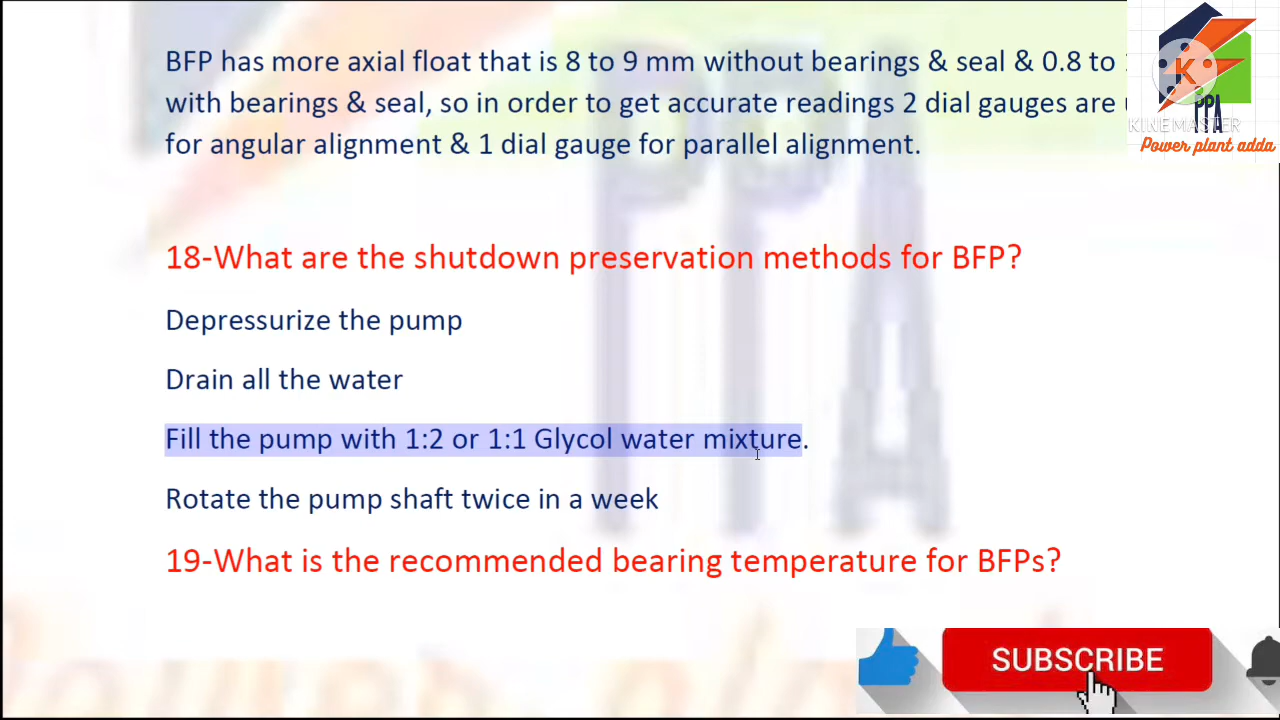 BFP has more axial float that is 8 to 9 mm without bearings & seal & 0.8 to
with bearings & seal, so in order to get accurate readings 2 dial gauges are
for angular alignment & 1 dial gauge for parallel alignment.
PPA
KINEMASTER
Power plant adda
18-What are the shutdown preservation methods for BFP?
Depressurize the pump
Drain all the water
Fill the pump with 1:2 or 1:1 Glycol water mixture.
Rotate the pump shaft twice in a week
19-What is the recommended bearing temperature for BFPs?
SUBSCRIBE
PPA